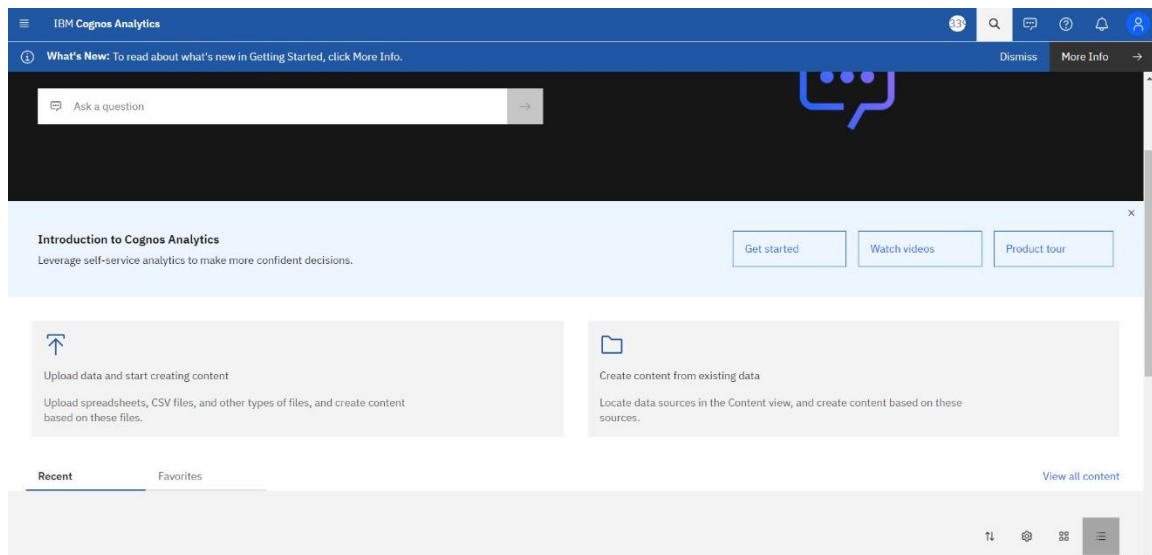 IBM Cognos Analytics
339
What's New: To read about what's new in Getting Started, click More Info.
Dismiss
More Info
Ask a question
Introduction to Cognos Analytics
Leverage self-service analytics to make more confident decisions.
Get started
Watch videos
Product tour
Upload data and start creating content
Upload spreadsheets, CSV files, and other types of files, and create content
based on these files.
Create content from existing data
Locate data sources in the Content view, and create content based on these
sources.
Recent
Favorites
View all content